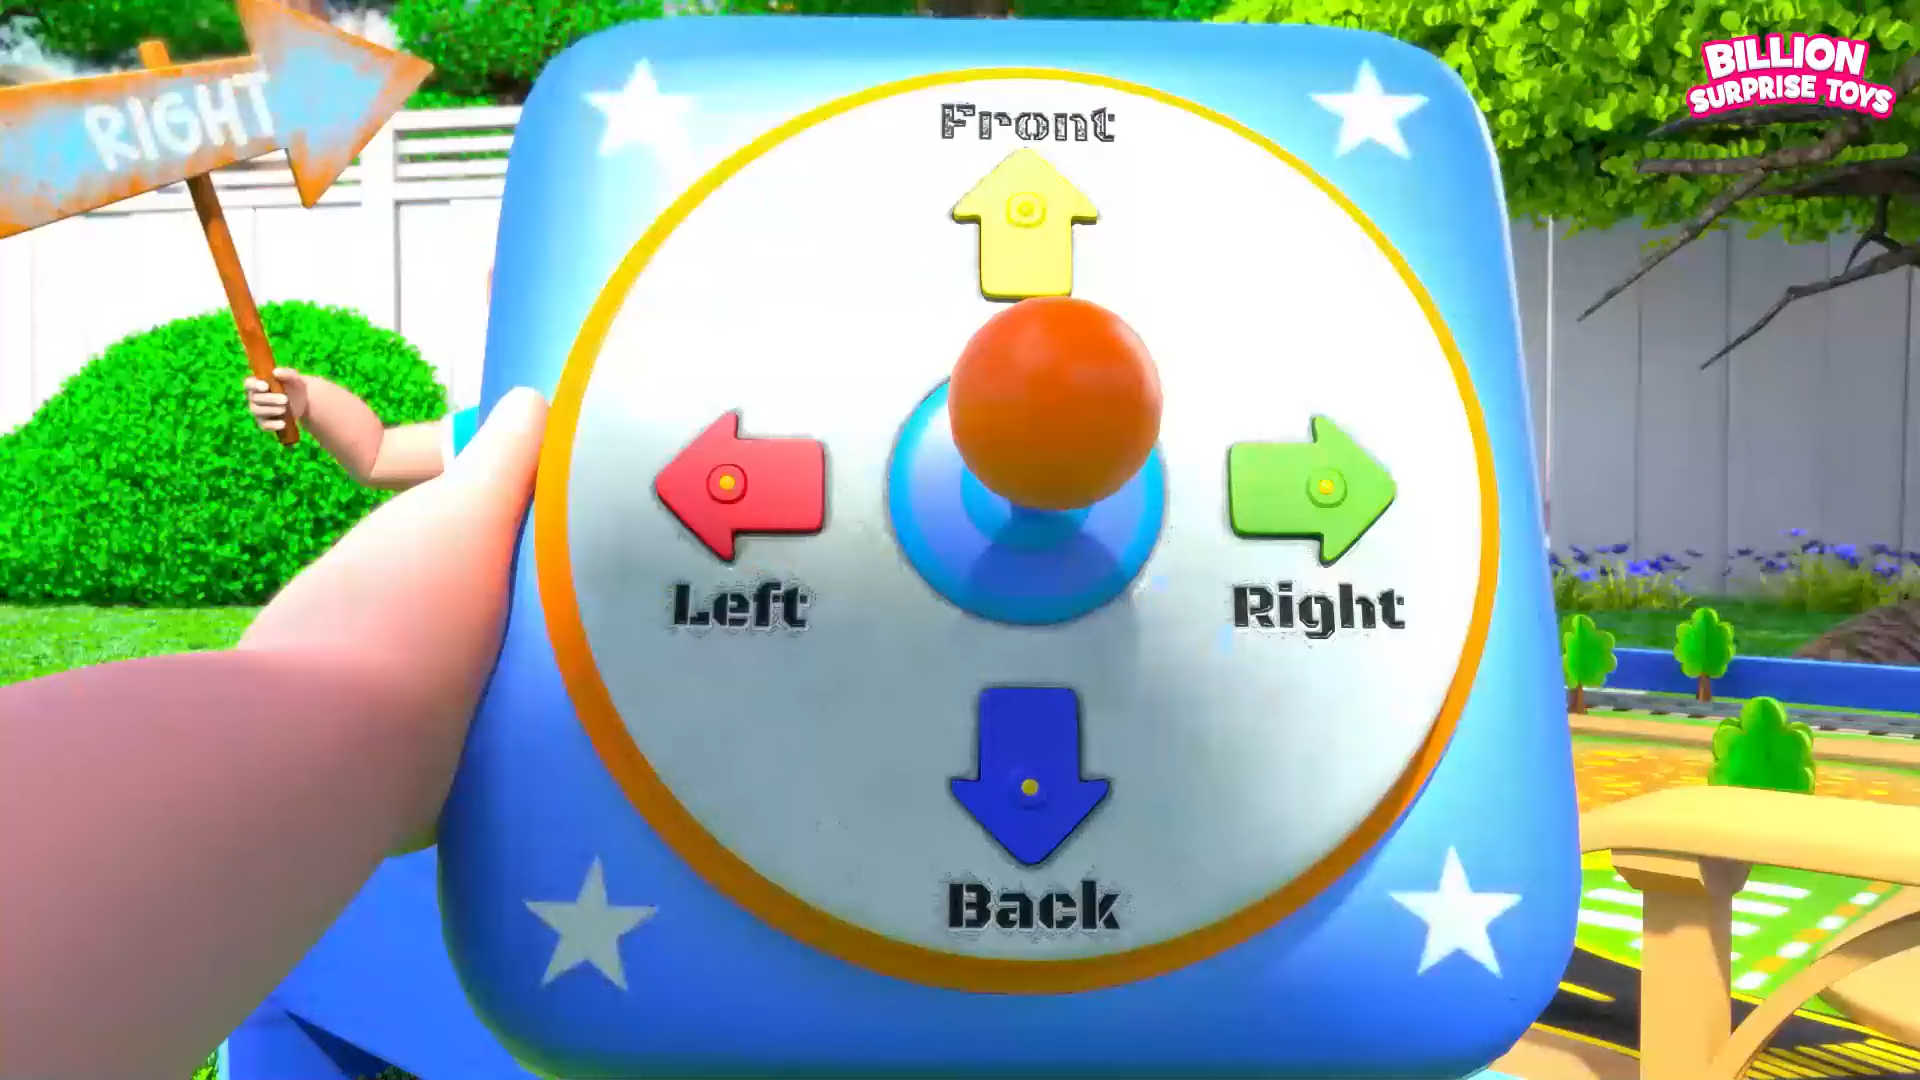 RIGHT
BILLION
SURPRISE TOYS
Front
Left
Right
Back